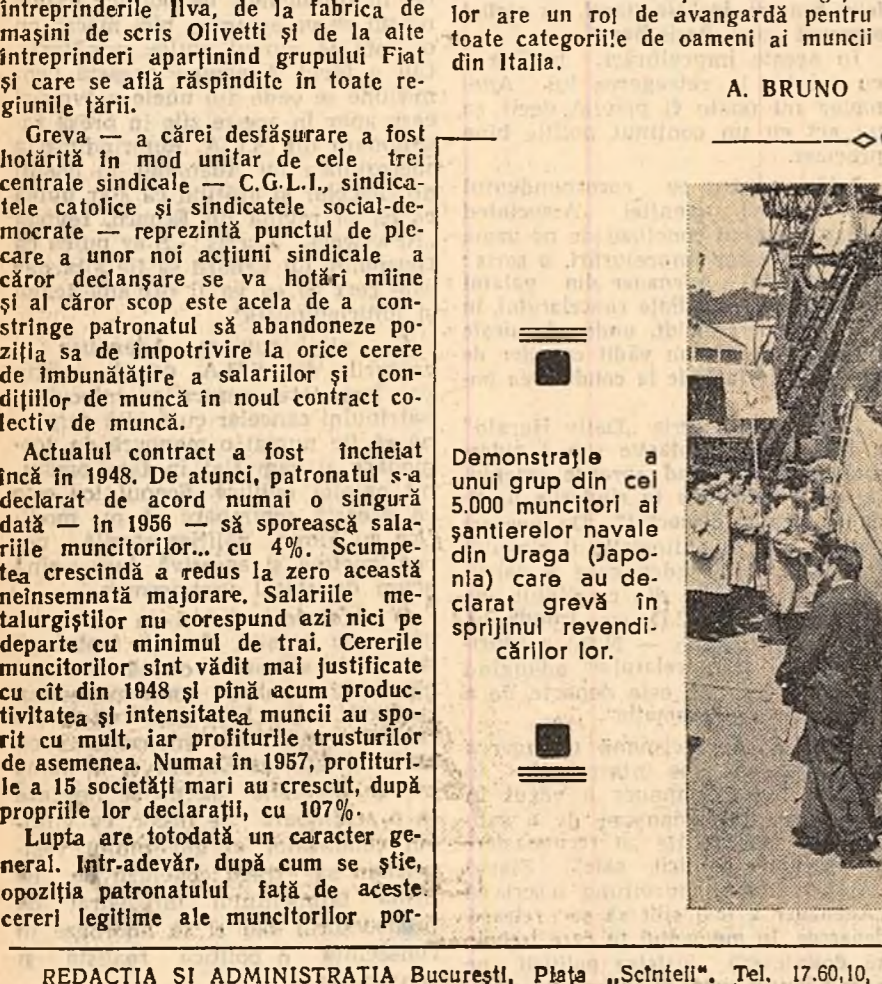 întreprinderile Ilva, de la fabrica de
mașini de scris Olivetti și de la alte
întreprinderi aparținind grupului Fiat
și care se află răspîndite în toate re-
giunile țării.
Greva — a cărei desfășurare a fost
hotărîtă în mod unitar de cele trei
centrale sindicale — C.G.L.I., sindica-
tele catolice și sindicatele social-de-
mocrate — reprezintă punctul de ple-
care a unor noi acțiuni sindicale a
căror declanșare se va hotărî mîine
și al căror scop este acela de a con-
strînge patronatul să abandoneze po-
ziția sa de împotrivire la orice cerere
de îmbunătățire a salariilor și con-
dițiilor de muncă în noul contract co-
lectiv de muncă.
Actualul contract a fost încheiat
încă în 1948. De atunci, patronatul s-a
declarat de acord numai o singură
dată — în 1956 — să sporească sala-
riile muncitorilor... cu 4%. Scumpe-
tea crescîndă a redus la zero această
neînsemnată majorare. Salariile me-
talurgiștilor nu corespund azi nici pe
departe cu minimul de trai. Cererile
muncitorilor sînt vădit mai justificate
cu cît din 1948 și pînă acum produc-
tivitatea și intensitatea muncii au spo-
rit cu mult, iar profiturile trusturilor
de asemenea. Numai în 1957, profituri-
le a 15 societăți mari au crescut, după
propriile lor declarații, cu 107%.
Lupta are totodată un caracter ge-
neral. Intr-adevăr, după cum se știe,
opoziția patronatului față de aceste
cereri legitime ale muncitorilor por-
lor are un rol de avangardă pentru
toate categoriile de oameni ai muncii
din Italia.
A. BRUNO
Demonstrație a
unui grup din cei
5.000 muncitori ai
șantierelor navale
din Uraga (Japo-
nia) care au de-
clarat grevă în
sprijinul revendi-
cărilor lor.
REDACȚIA ȘI ADMINISTRAȚIA București, Piața „Scînteii“. Tel. 17.60.10,